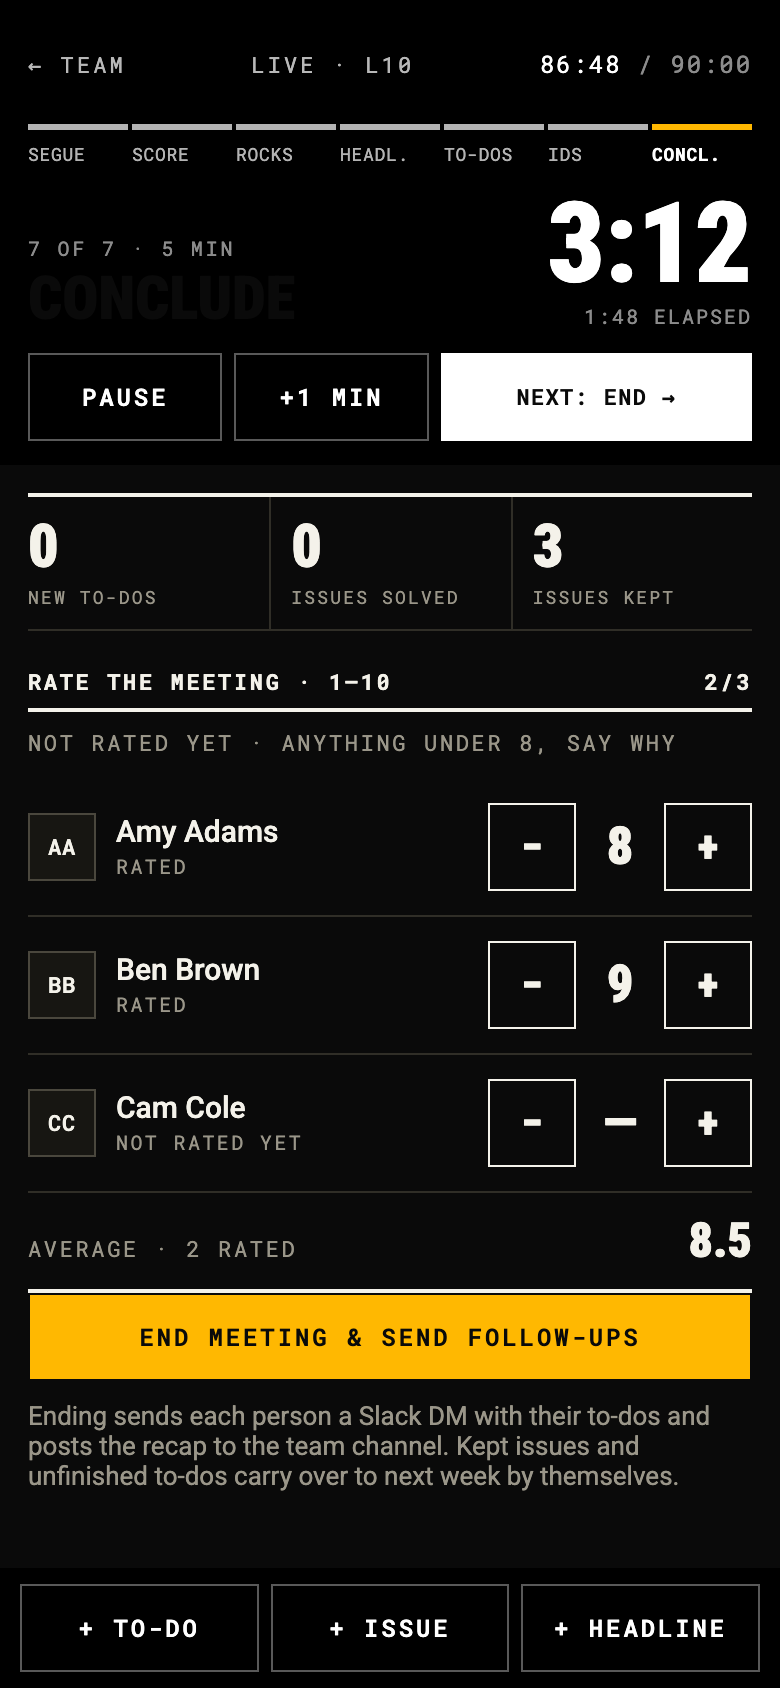 ← TEAM LIVE · L10 86:48 / 90:00
SEGUE SCORE ROCKS HEADL. TO-DOS IDS CONCL.
7 OF 7 · 5 MIN
CONCLUDE
3:12
1:48 ELAPSED
PAUSE +1 MIN NEXT: END →
0 0 3
NEW TO-DOS ISSUES SOLVED ISSUES KEPT
RATE THE MEETING · 1–10 2/3
NOT RATED YET · ANYTHING UNDER 8, SAY WHY
AA Amy Adams - 8 +
RATED
BB Ben Brown - 9 +
RATED
CC Cam Cole - — +
NOT RATED YET
AVERAGE · 2 RATED 8.5
END MEETING & SEND FOLLOW-UPS
Ending sends each person a Slack DM with their to-dos and
posts the recap to the team channel. Kept issues and
unfinished to-dos carry over to next week by themselves.
+ TO-DO + ISSUE + HEADLINE